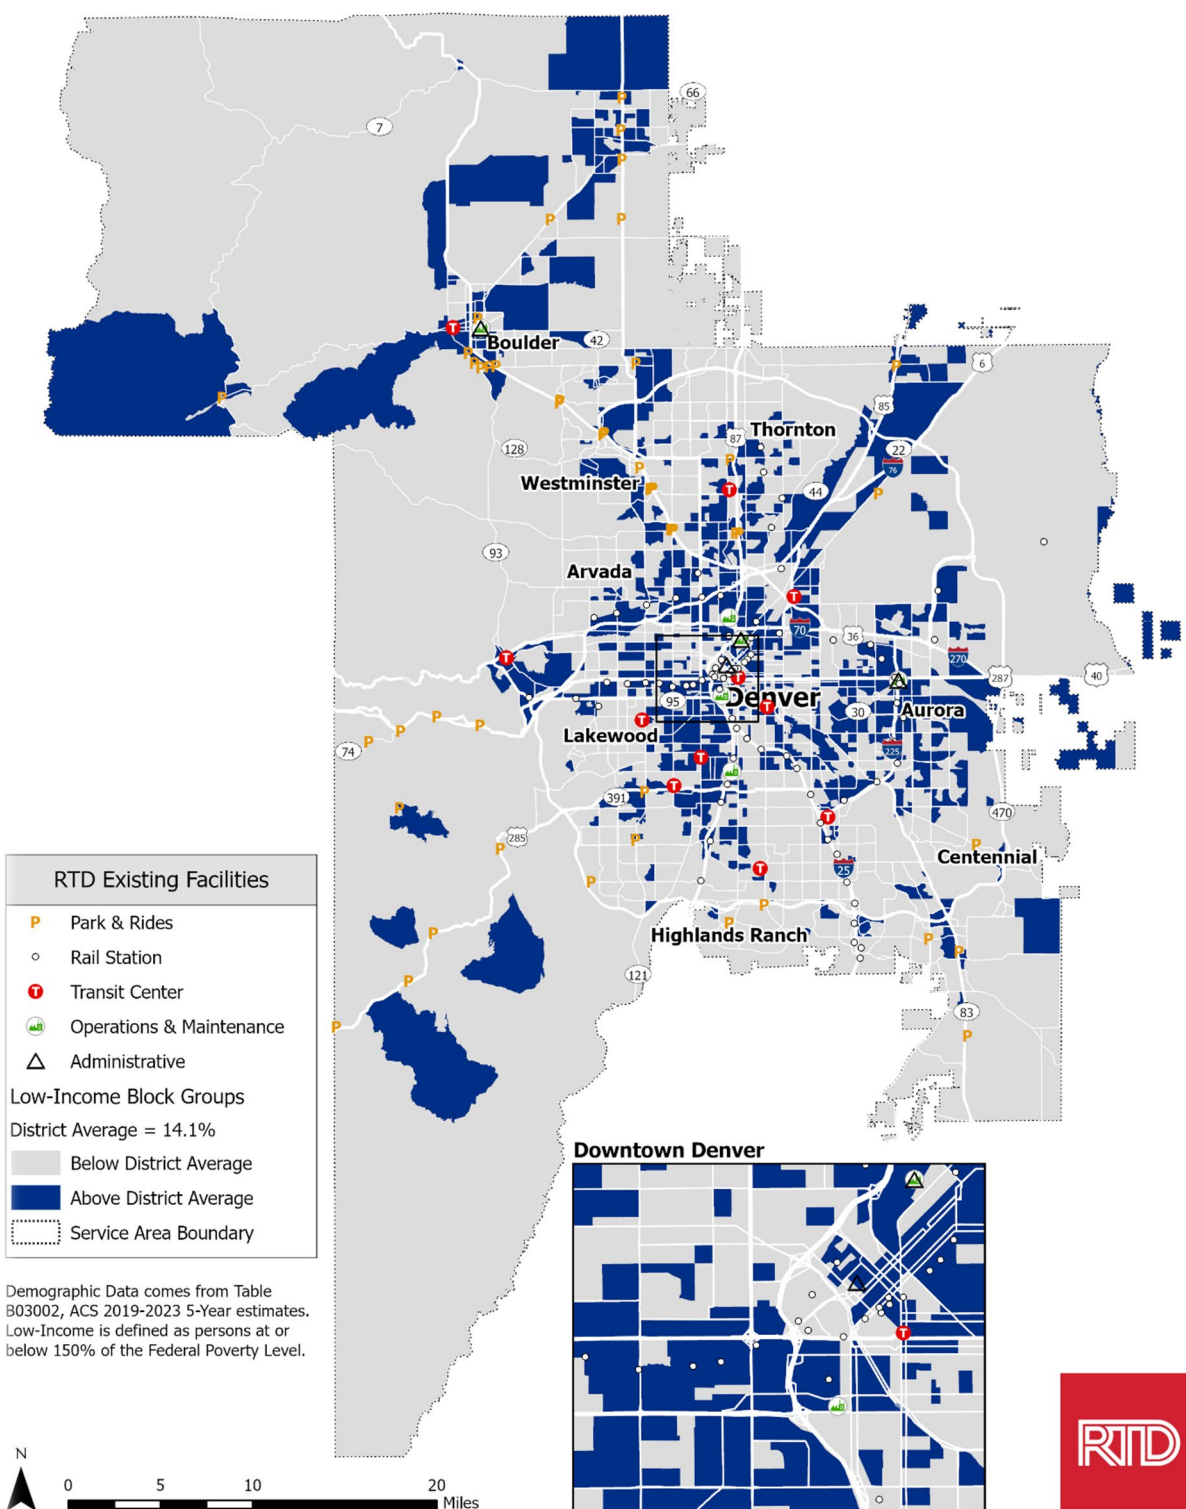 66
7
Boulder
42
6
85
87
Thornton
128
22
76
Westminster
44
93
Arvada
70
36
270
287
40
Denver
95
30
Aurora
Lakewood
74
225
391
470
285
Centennial
25
Highlands Ranch
121
83
RTD Existing Facilities
P Park & Rides
Rail Station
T Transit Center
Operations & Maintenance
Administrative
Low-Income Block Groups
District Average = 14.1%
Below District Average
Above District Average
Service Area Boundary
Demographic Data comes from Table
B03002, ACS 2019-2023 5-Year estimates.
Low-Income is defined as persons at or
below 150% of the Federal Poverty Level.
Downtown Denver
N
0 5 10 20
Miles
RTD